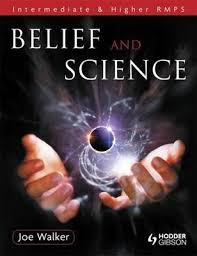 Intermediate & Higher RMPS
BELIEF AND
SCIENCE
Joe Walker
HODDER
GIBSON